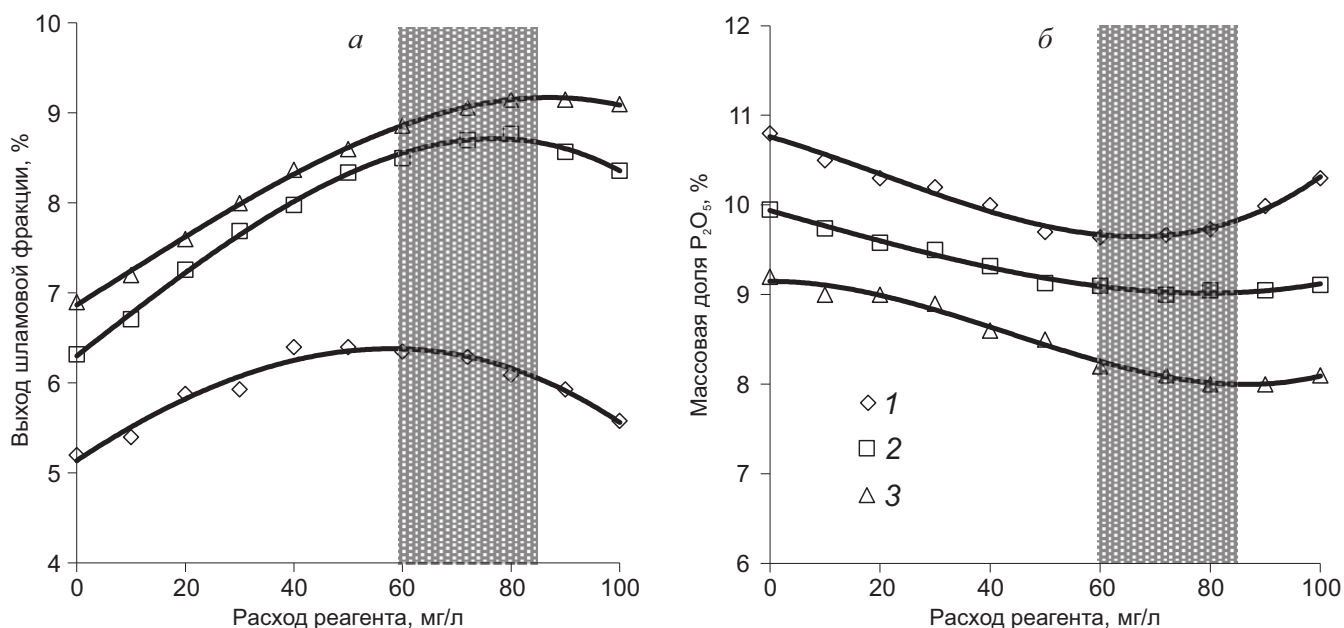 а
Выход шламовой фракции, %
10
9
8
7
6
5
4
0 20 40 60 80 100
Расход реагента, мг/л
б
Массовая доля P₂O₅, %
12
11
10
9
8
7
6
1
2
3
0 20 40 60 80 100
Расход реагента, мг/л